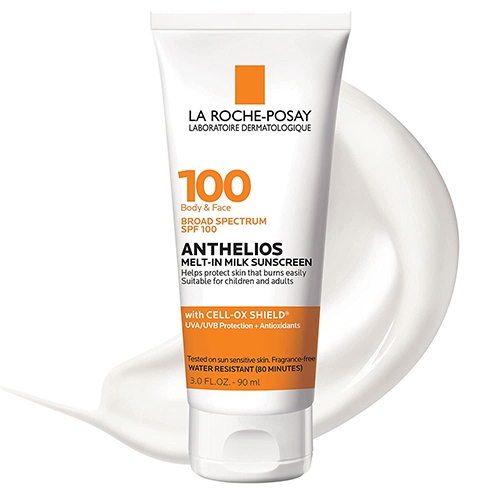 LA ROCHE-POSAY
LABORATOIRE DERMATOLOGIQUE
100
Body & Face
BROAD SPECTRUM
SPF 100
ANTHELIOS
MELT-IN MILK SUNSCREEN
Helps protect skin that burns easily
Suitable for children and adults
with CELL-OX SHIELD®
UVA/UVB Protection + Antioxidants
Tested on sun sensitive skin. Fragrance-free
WATER RESISTANT (80 MINUTES)
3.0 FL.OZ. - 90 ml